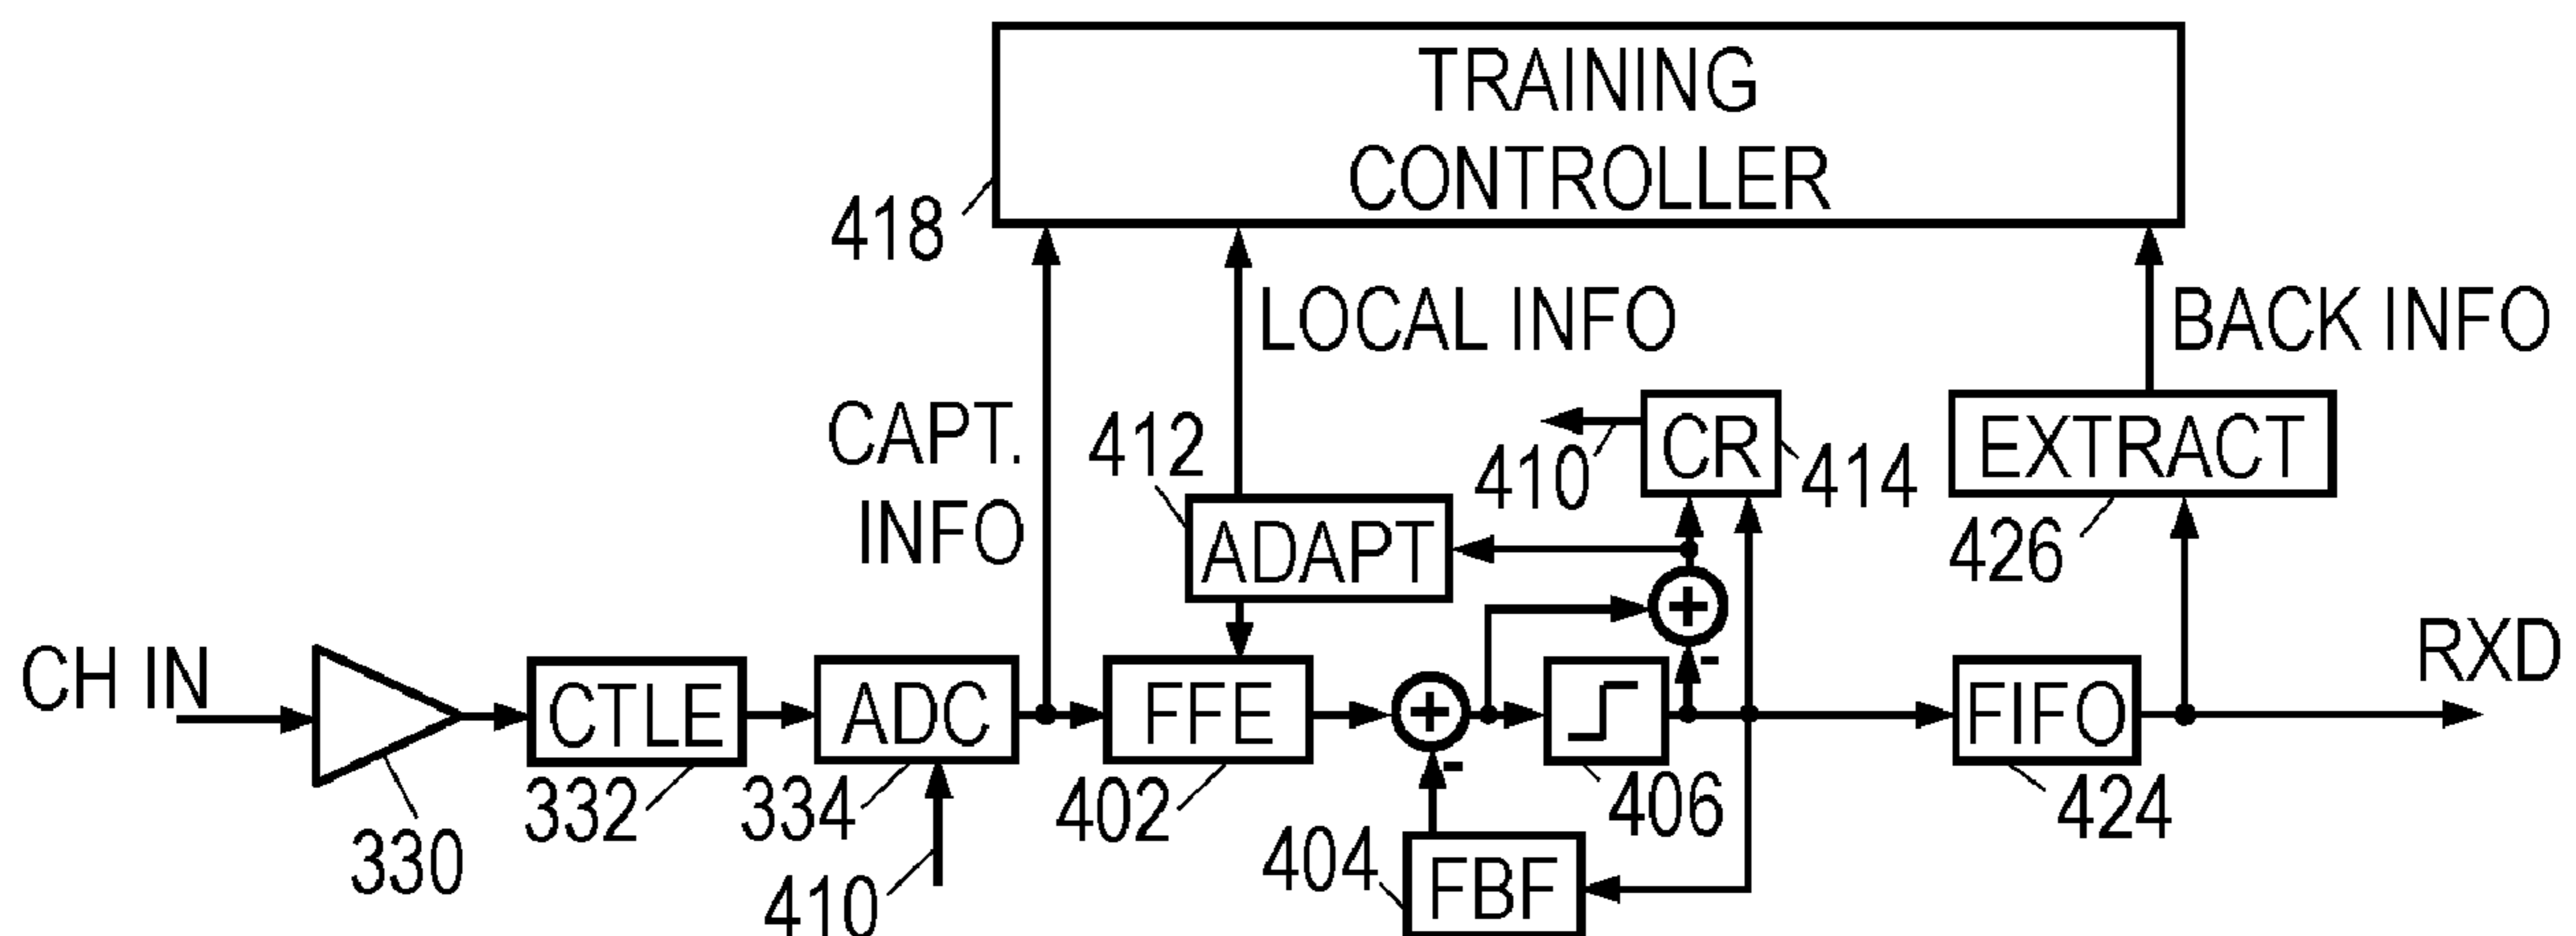 TRAINING
CONTROLLER
418
LOCAL INFO
BACK INFO
CAPT.
INFO
412
410
CR
414
EXTRACT
426
ADAPT
CH IN
330
CTLE
332
ADC
334
410
FFE
402
+
-
+
-
406
404
FBF
FIFO
424
RXD